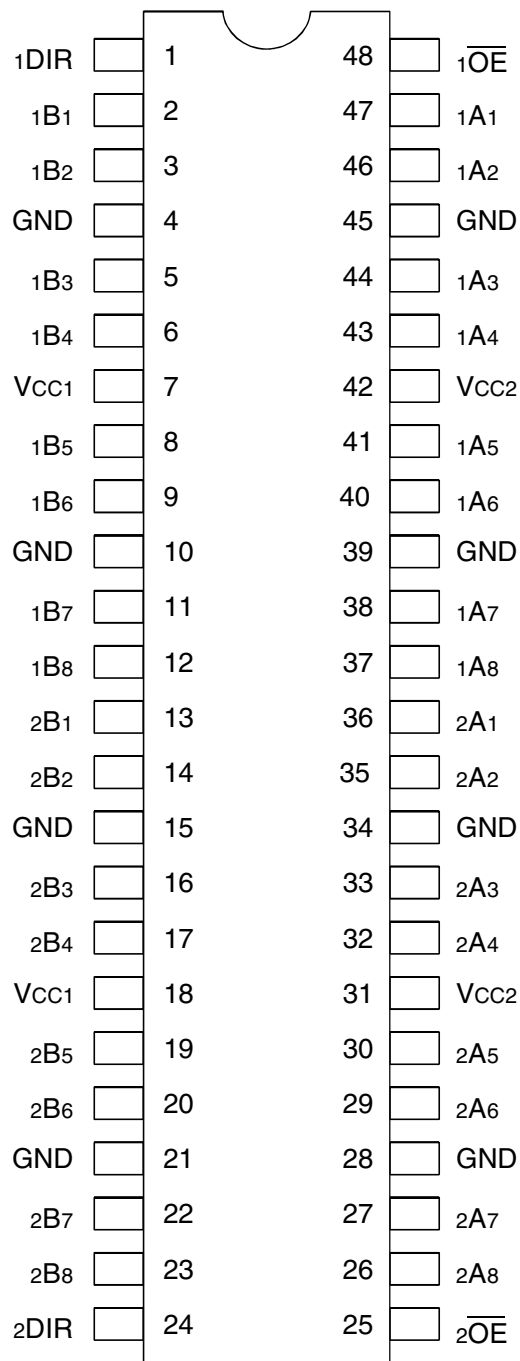 1DIR 1 48 1O̅E̅
1B1 2 47 1A1
1B2 3 46 1A2
GND 4 45 GND
1B3 5 44 1A3
1B4 6 43 1A4
VCC1 7 42 VCC2
1B5 8 41 1A5
1B6 9 40 1A6
GND 10 39 GND
1B7 11 38 1A7
1B8 12 37 1A8
2B1 13 36 2A1
2B2 14 35 2A2
GND 15 34 GND
2B3 16 33 2A3
2B4 17 32 2A4
VCC1 18 31 VCC2
2B5 19 30 2A5
2B6 20 29 2A6
GND 21 28 GND
2B7 22 27 2A7
2B8 23 26 2A8
2DIR 24 25 2O̅E̅